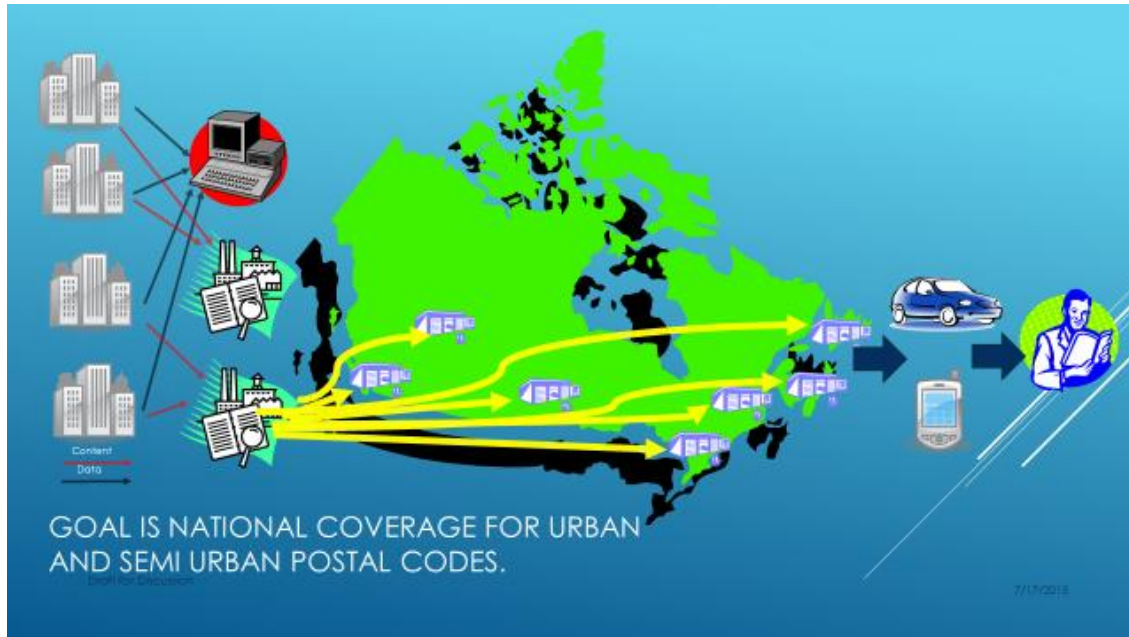 Content
Data
GOAL IS NATIONAL COVERAGE FOR URBAN
AND SEMI URBAN POSTAL CODES.
Draft for Discussion
7/17/2018